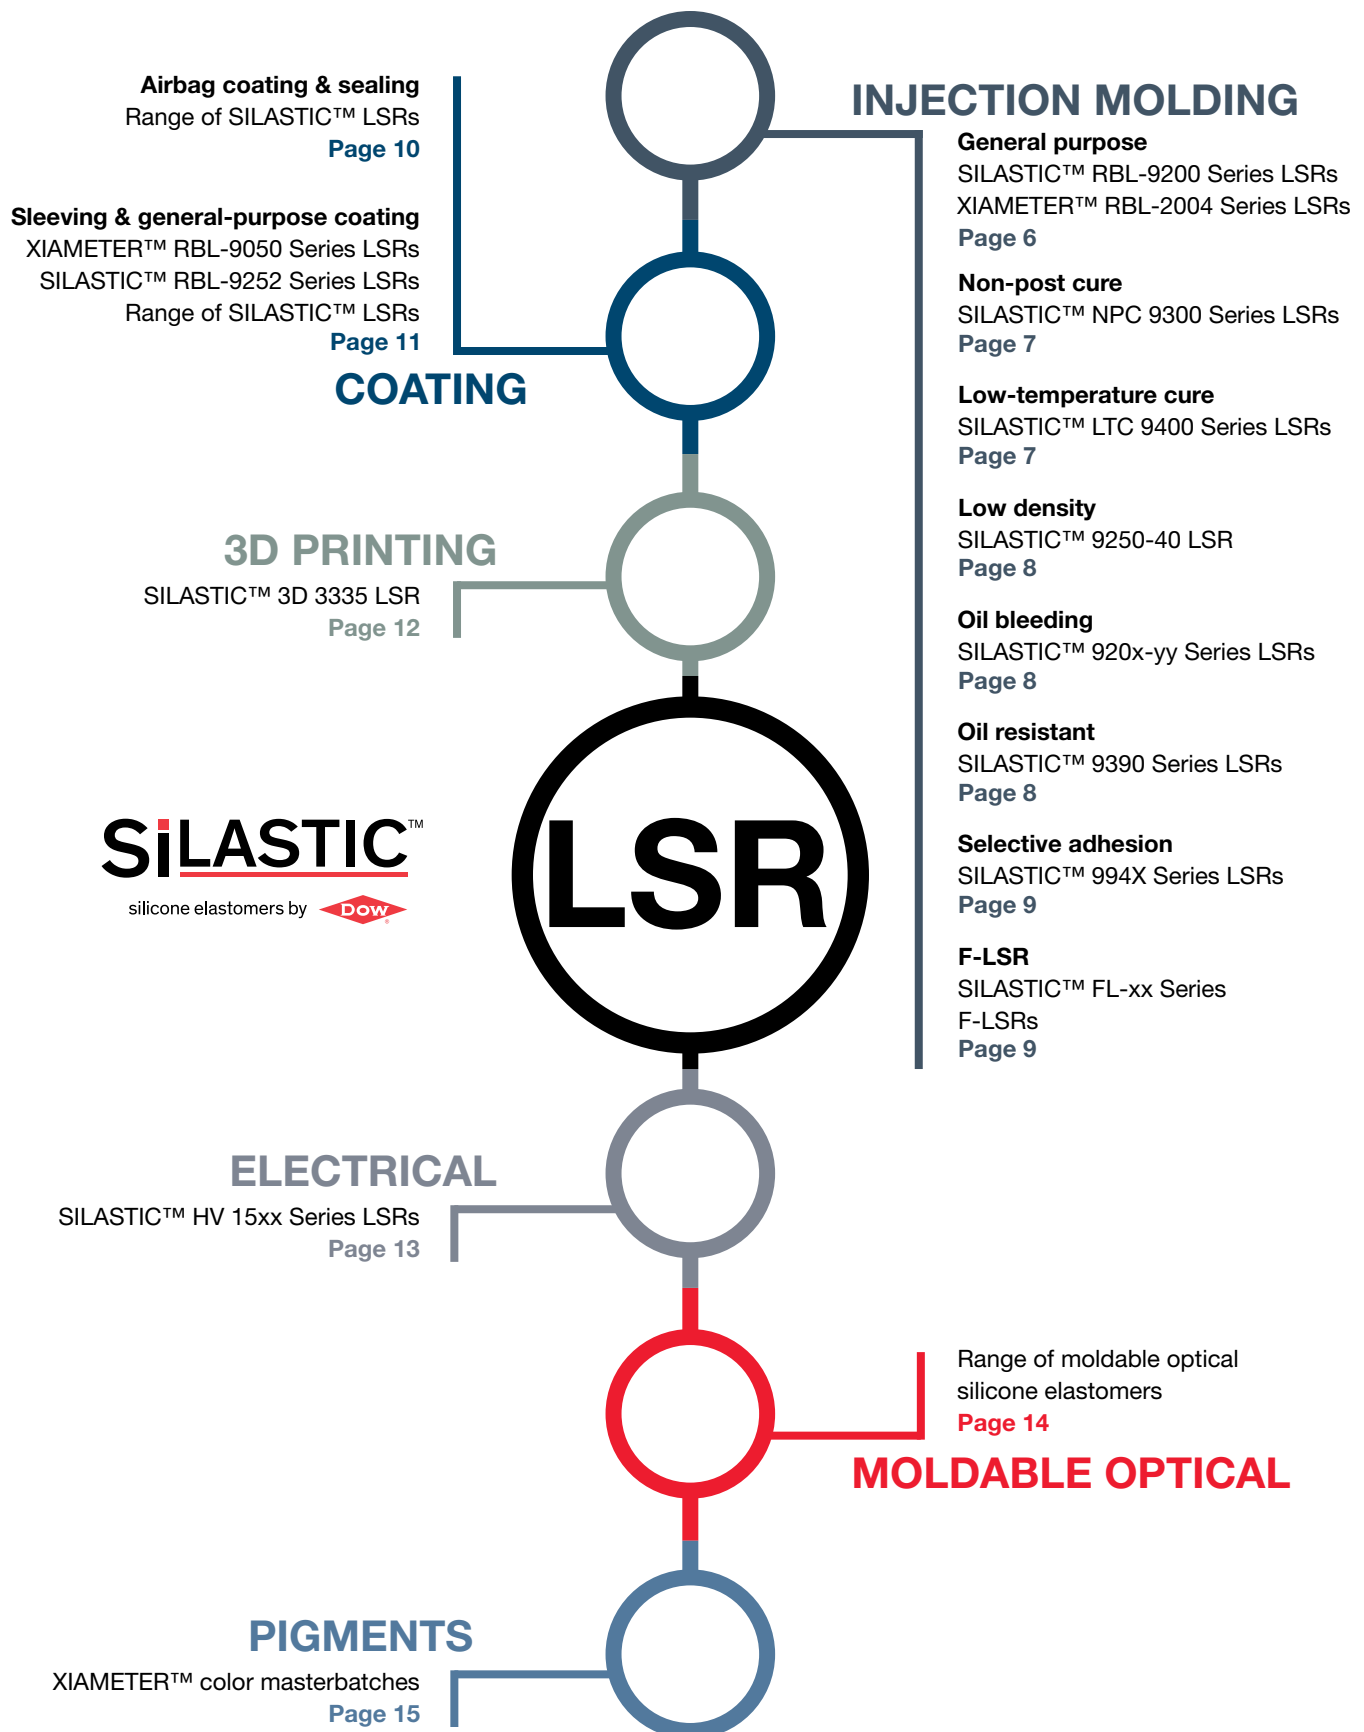 Airbag coating & sealing
Range of SILASTIC™ LSRs
Page 10
Sleeving & general-purpose coating
XIAMETER™ RBL-9050 Series LSRs
SILASTIC™ RBL-9252 Series LSRs
Range of SILASTIC™ LSRs
Page 11
COATING
INJECTION MOLDING
General purpose
SILASTIC™ RBL-9200 Series LSRs
XIAMETER™ RBL-2004 Series LSRs
Page 6
Non-post cure
SILASTIC™ NPC 9300 Series LSRs
Page 7
Low-temperature cure
SILASTIC™ LTC 9400 Series LSRs
Page 7
Low density
SILASTIC™ 9250-40 LSR
Page 8
Oil bleeding
SILASTIC™ 920x-yy Series LSRs
Page 8
Oil resistant
SILASTIC™ 9390 Series LSRs
Page 8
Selective adhesion
SILASTIC™ 994X Series LSRs
Page 9
F-LSR
SILASTIC™ FL-xx Series
F-LSRs
Page 9
3D PRINTING
SILASTIC™ 3D 3335 LSR
Page 12
SiLASTIC™
silicone elastomers by DOW®
LSR
ELECTRICAL
SILASTIC™ HV 15xx Series LSRs
Page 13
Range of moldable optical
silicone elastomers
Page 14
MOLDABLE OPTICAL
PIGMENTS
XIAMETER™ color masterbatches
Page 15